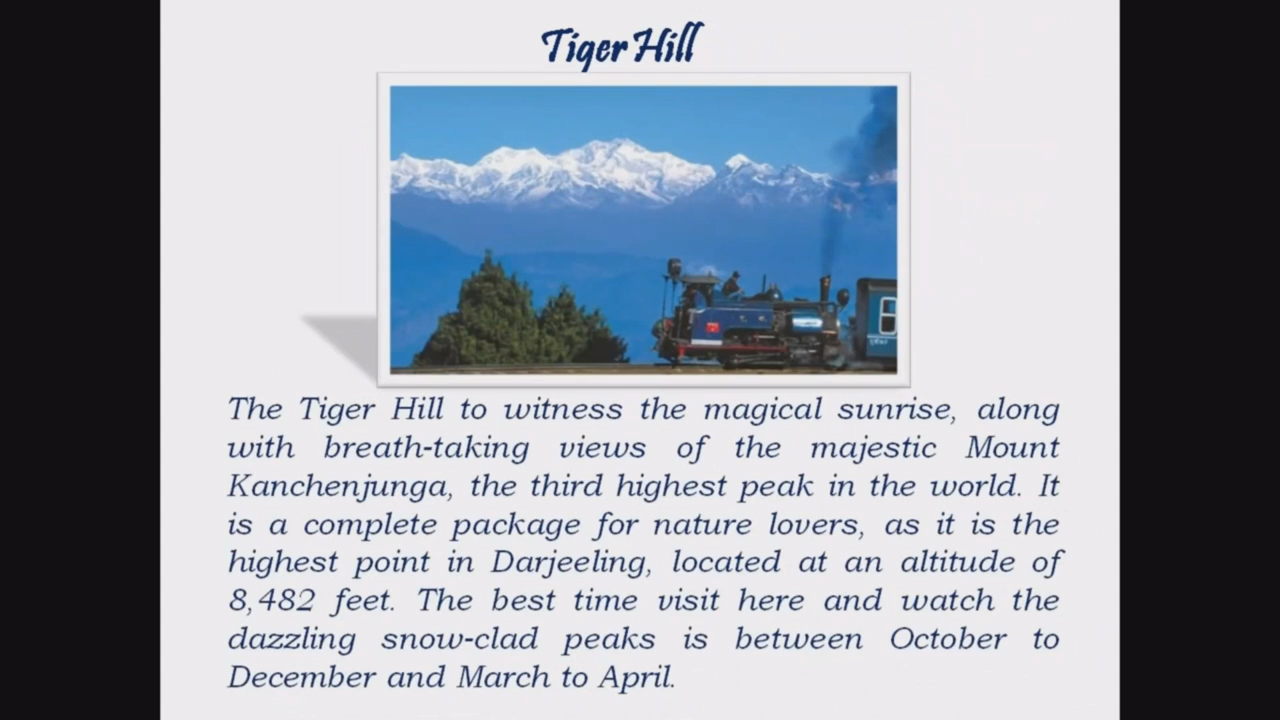 Tiger Hill
The Tiger Hill to witness the magical sunrise, along
with breath-taking views of the majestic Mount
Kanchenjunga, the third highest peak in the world. It
is a complete package for nature lovers, as it is the
highest point in Darjeeling, located at an altitude of
8,482 feet. The best time visit here and watch the
dazzling snow-clad peaks is between October to
December and March to April.